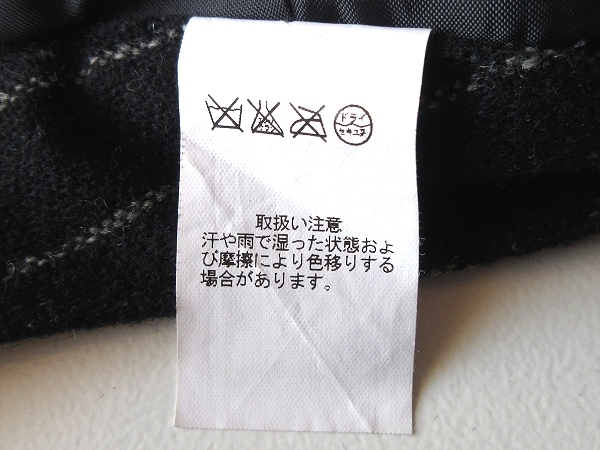 ドライ
セキユ系
取扱い注意
汗や雨で湿った状態およ
び摩擦により色移りする
場合があります。